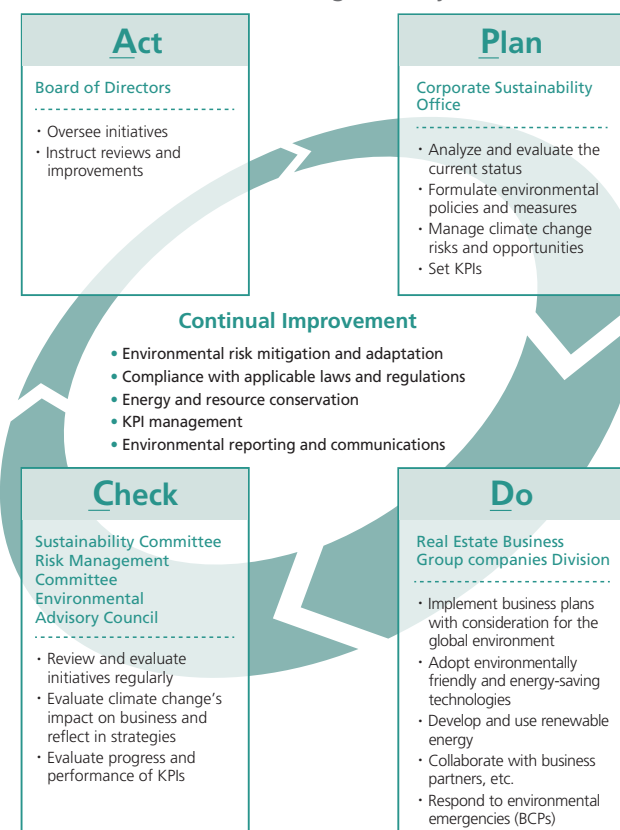 Act
Board of Directors
・Oversee initiatives
・Instruct reviews and
improvements
Plan
Corporate Sustainability
Office
・Analyze and evaluate the
current status
・Formulate environmental
policies and measures
・Manage climate change
risks and opportunities
・Set KPIs
Continual Improvement
• Environmental risk mitigation and adaptation
• Compliance with applicable laws and regulations
• Energy and resource conservation
• KPI management
• Environmental reporting and communications
Check
Sustainability Committee
Risk Management
Committee
Environmental
Advisory Council
・Review and evaluate
initiatives regularly
・Evaluate climate change's
impact on business and
reflect in strategies
・Evaluate progress and
performance of KPIs
Do
Real Estate Business
Group companies Division
・Implement business plans
with consideration for the
global environment
・Adopt environmentally
friendly and energy-saving
technologies
・Develop and use renewable
energy
・Collaborate with business
partners, etc.
・Respond to environmental
emergencies (BCPs)